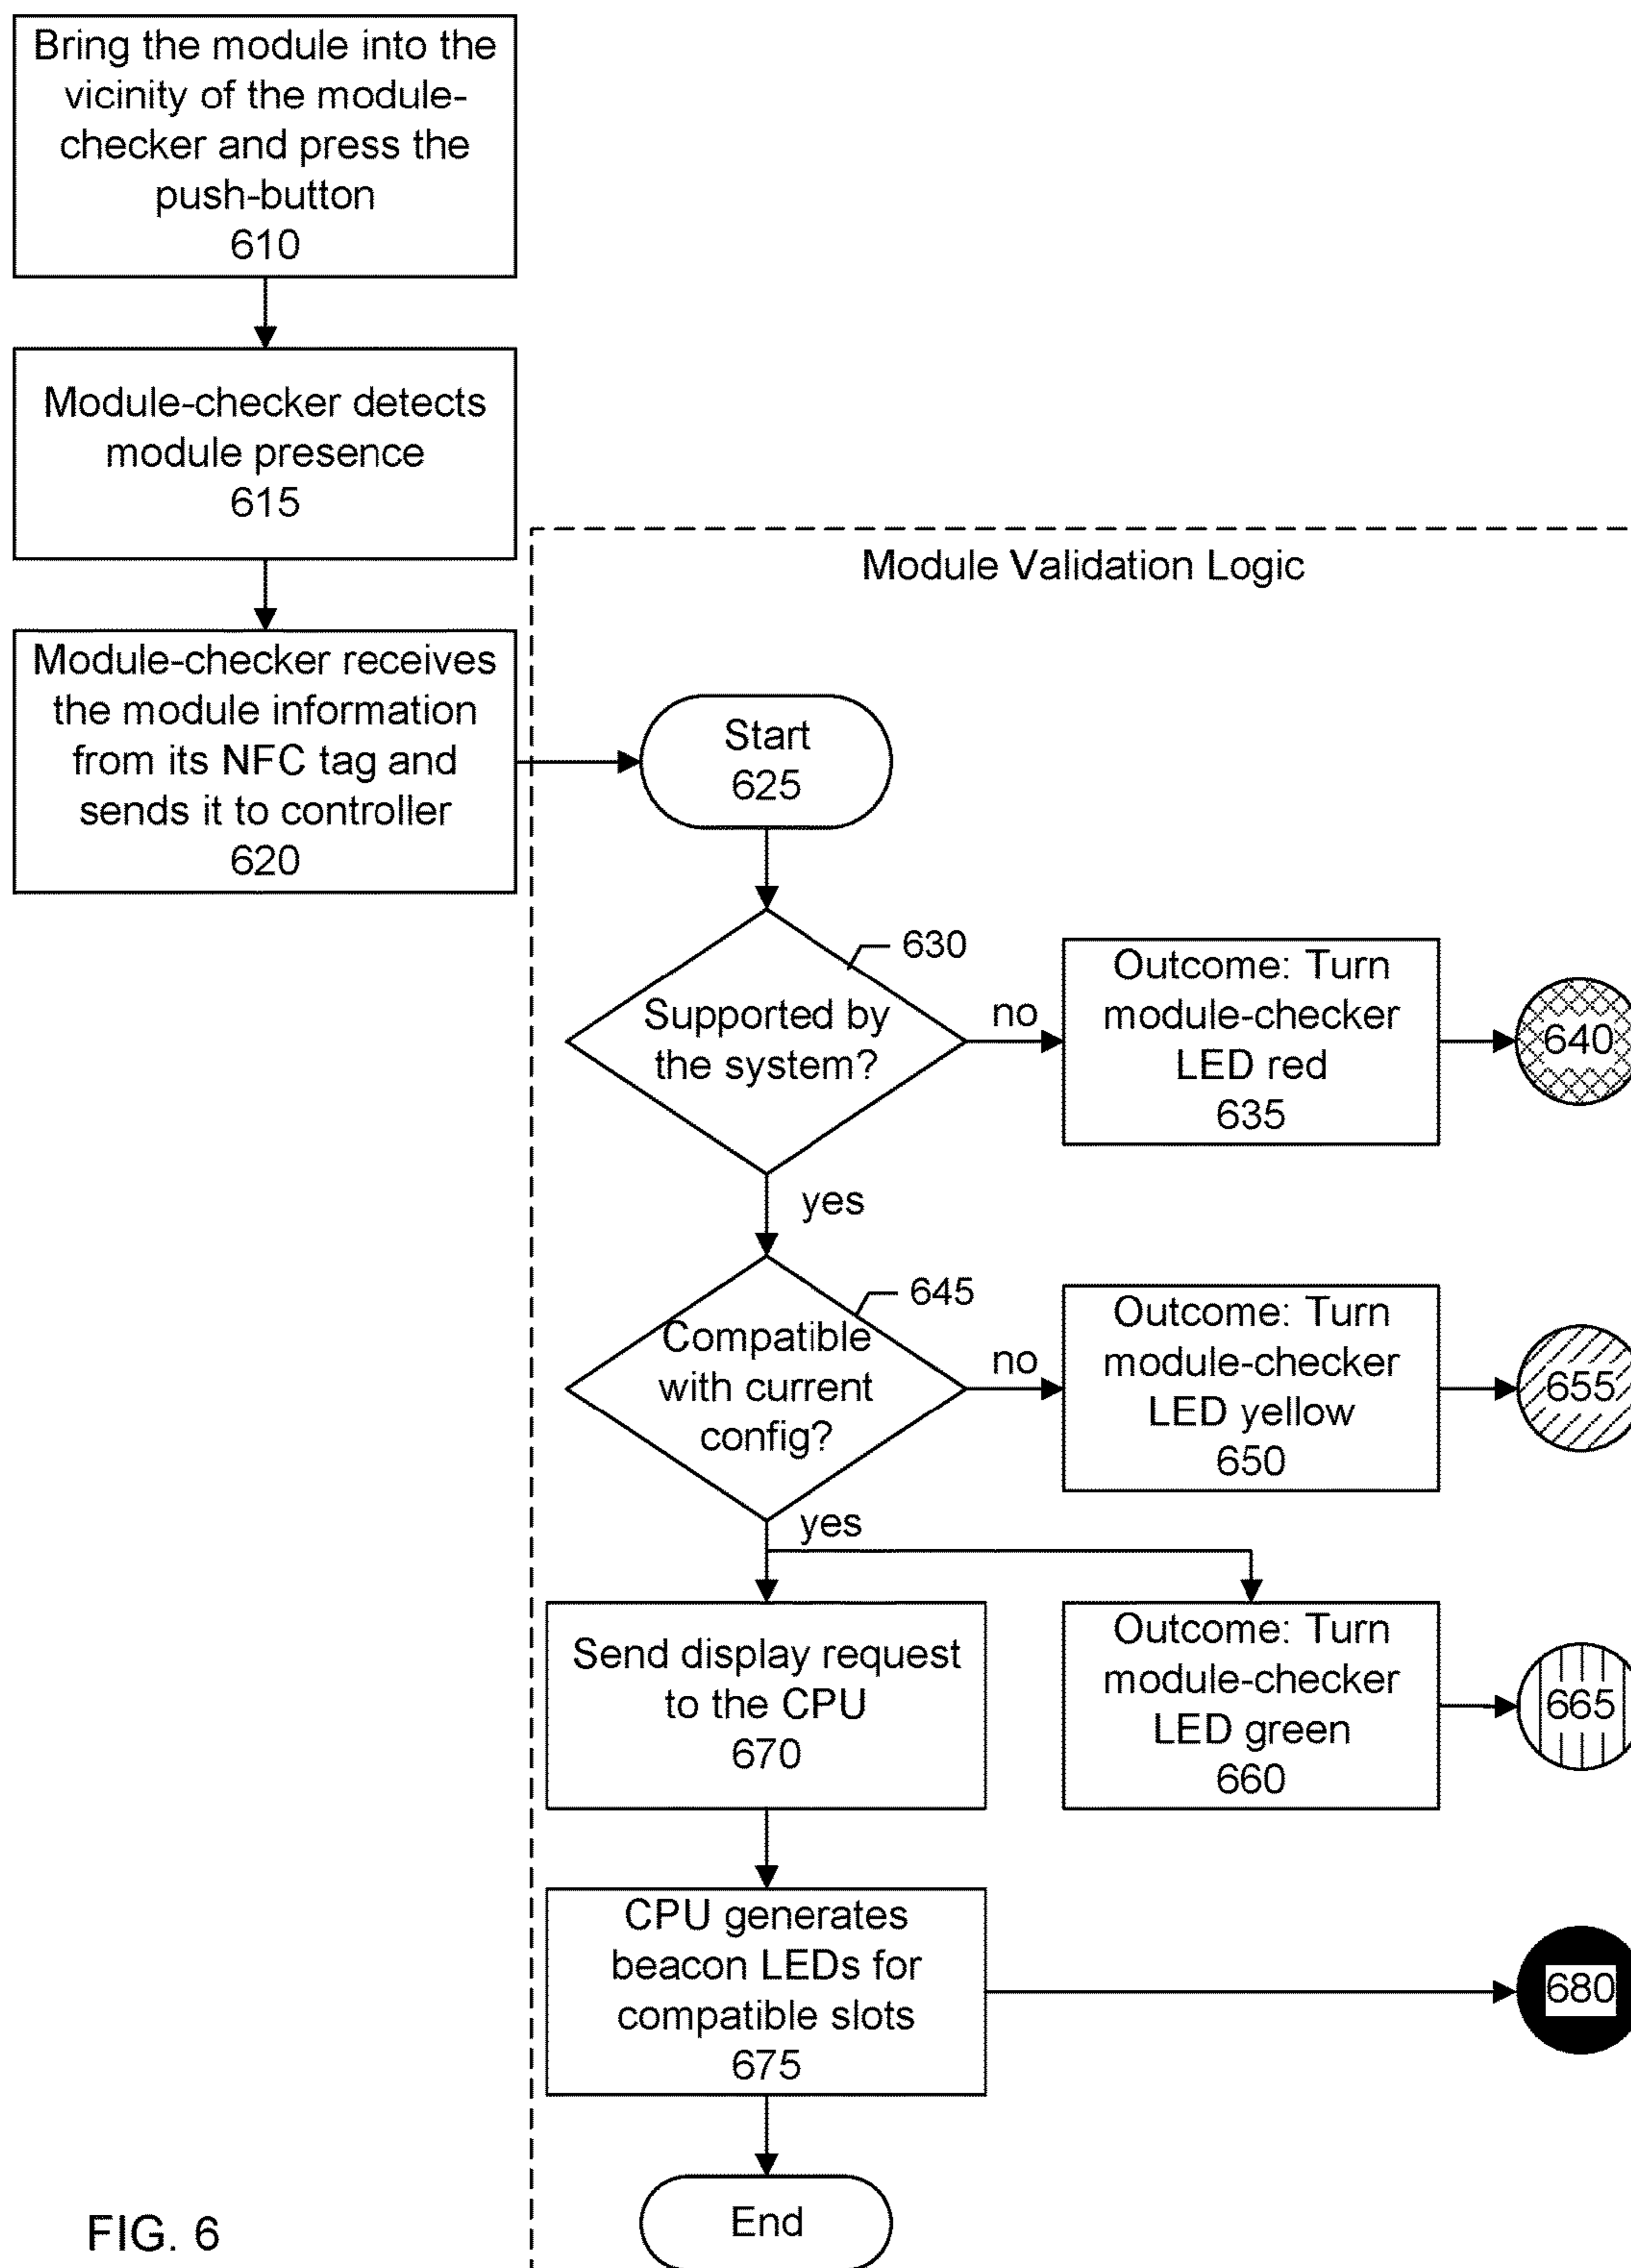 Bring the module into the
vicinity of the module-
checker and press the
push-button
610
Module-checker detects
module presence
615
Module-checker receives
the module information
from its NFC tag and
sends it to controller
620
Module Validation Logic
Start
625
630
Supported by
the system?
no
Outcome: Turn
module-checker
LED red
635
640
yes
645
Compatible
with current
config?
no
Outcome: Turn
module-checker
LED yellow
650
655
yes
Send display request
to the CPU
670
Outcome: Turn
module-checker
LED green
660
665
CPU generates
beacon LEDs for
compatible slots
675
680
End
FIG. 6